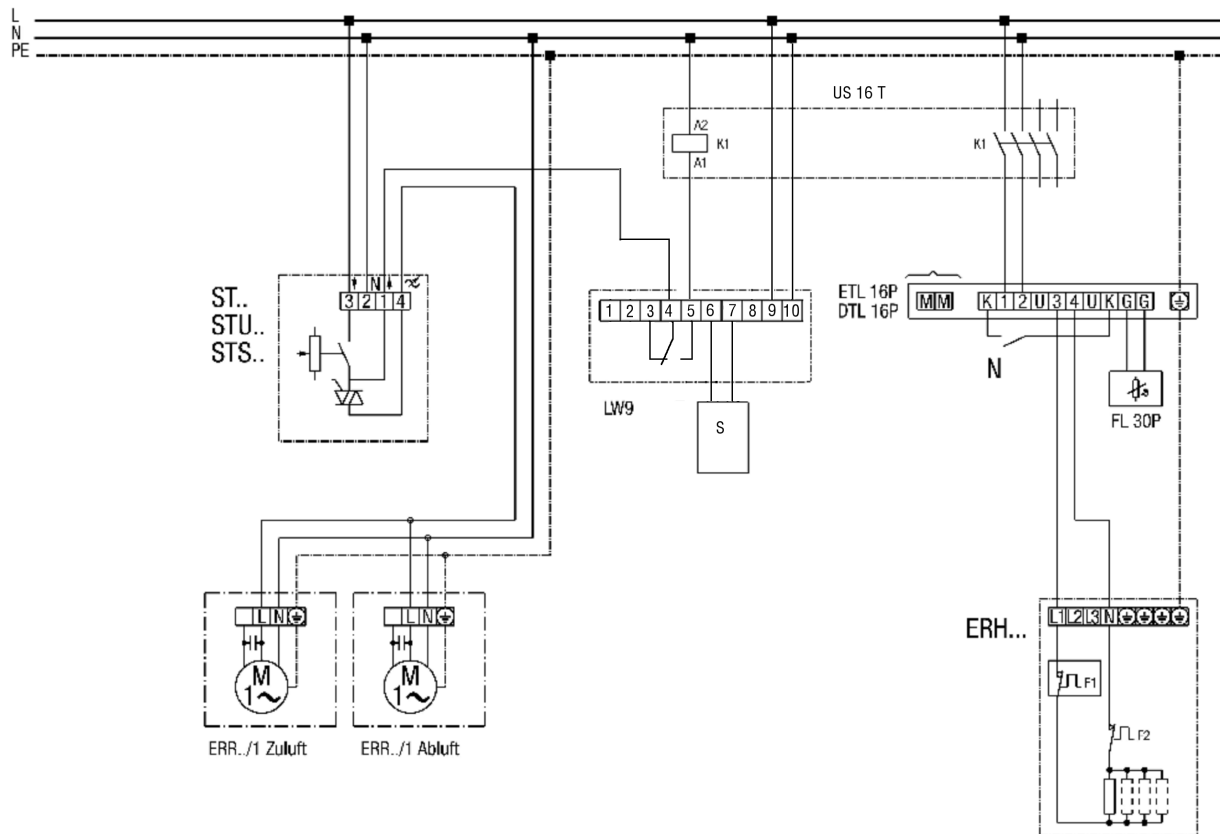 L
N
PE
US 16 T
A2
K1
A1
K1
ST..
STU..
STS..
N
3 2 1 4
1 2 3 4 5 6 7 8 9 10
LW9
S
ETL 16P
DTL 16P
M M K 1 2 U 3 4 U K G G
N
FL 30P
L N
M
1~
ERR../1 Zuluft
L N
M
1~
ERR../1 Abluft
ERH...
L1 L2 L3 N
F1
F2